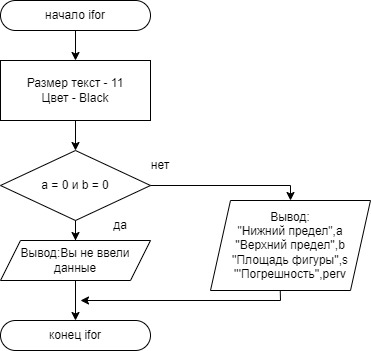 начало ifor
Размер текст - 11
Цвет - Black
а = 0 и b = 0
нет
да
Вывод:Вы не ввели
данные
Вывод:
"Нижний предел",a
"Верхний предел",b
"Площадь фигуры",s
'"Погрешность",perv
конец ifor